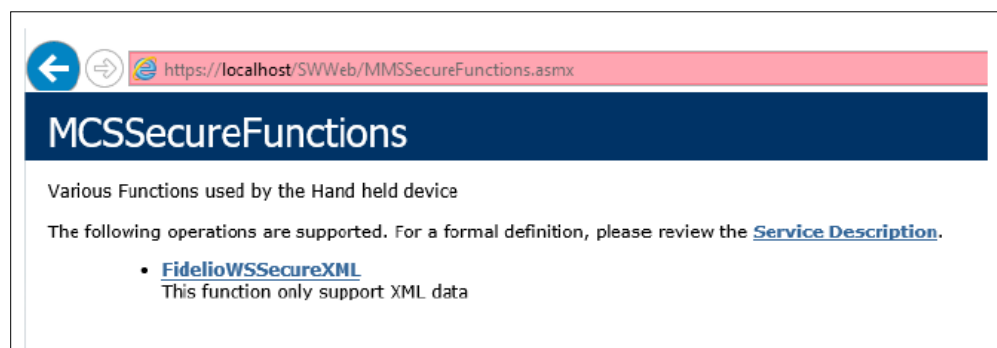 https://localhost/SWWeb/MMSSecureFunctions.asmx
MCSSecureFunctions
Various Functions used by the Hand held device
The following operations are supported. For a formal definition, please review the Service Description.
• FidelioWSSecureXML
This function only support XML data